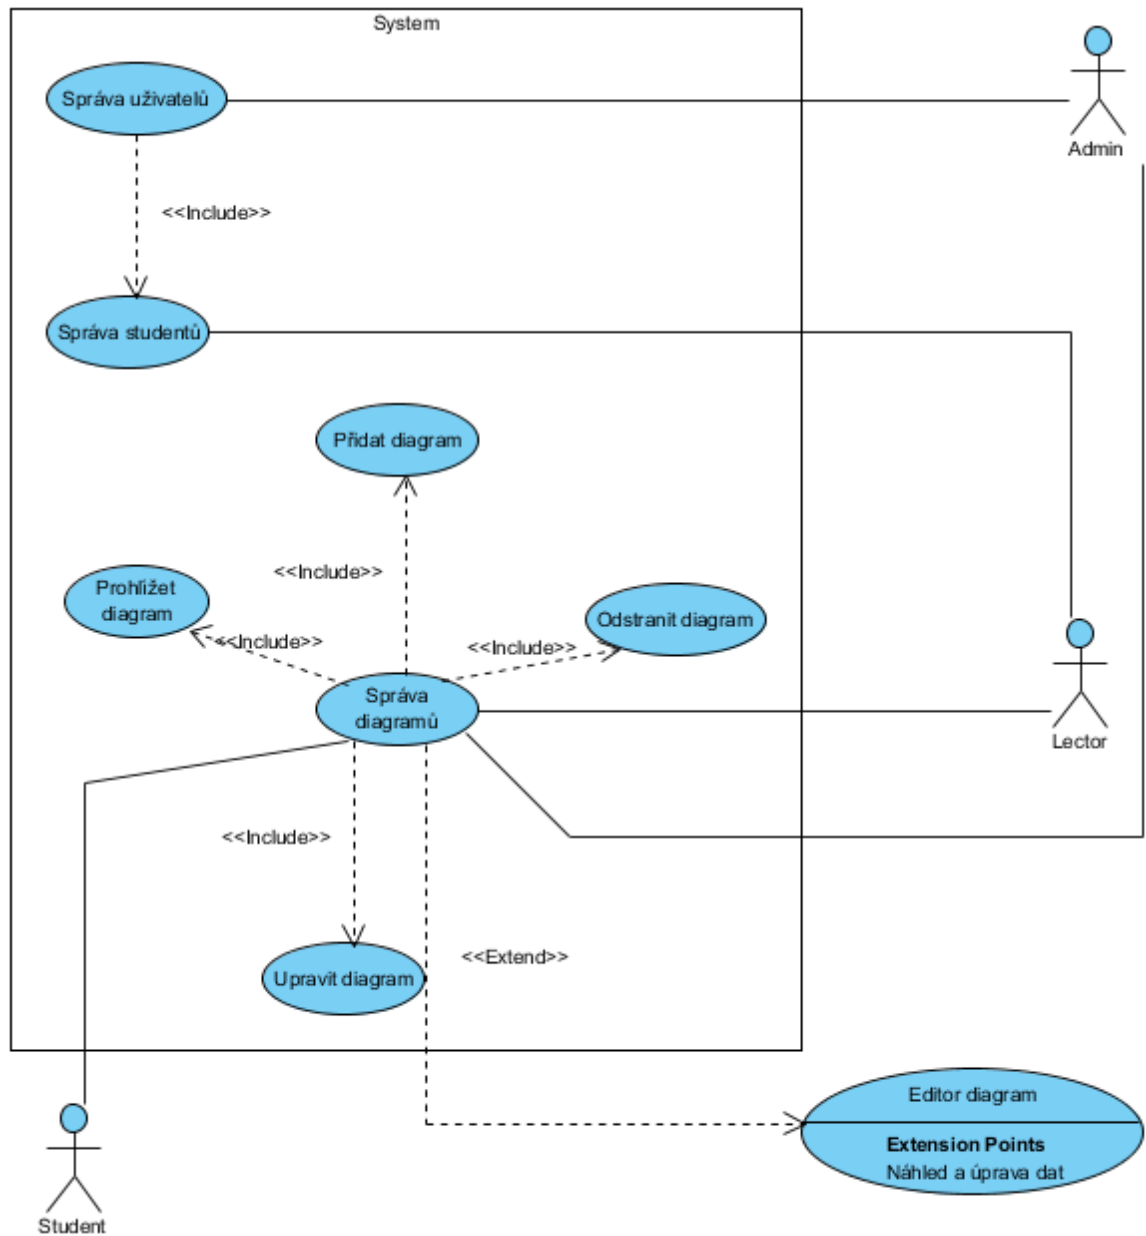 System
Správa uživatelů
Admin
<<Include>>
Správa studentů
Přidat diagram
<<Include>>
Prohlížet
diagram
Odstranit diagram
<<Include>>
<<Include>>
Správa
diagramů
Lector
<<Include>>
<<Extend>>
Upravit diagram
Editor diagram
Extension Points
Náhled a úprava dat
Student